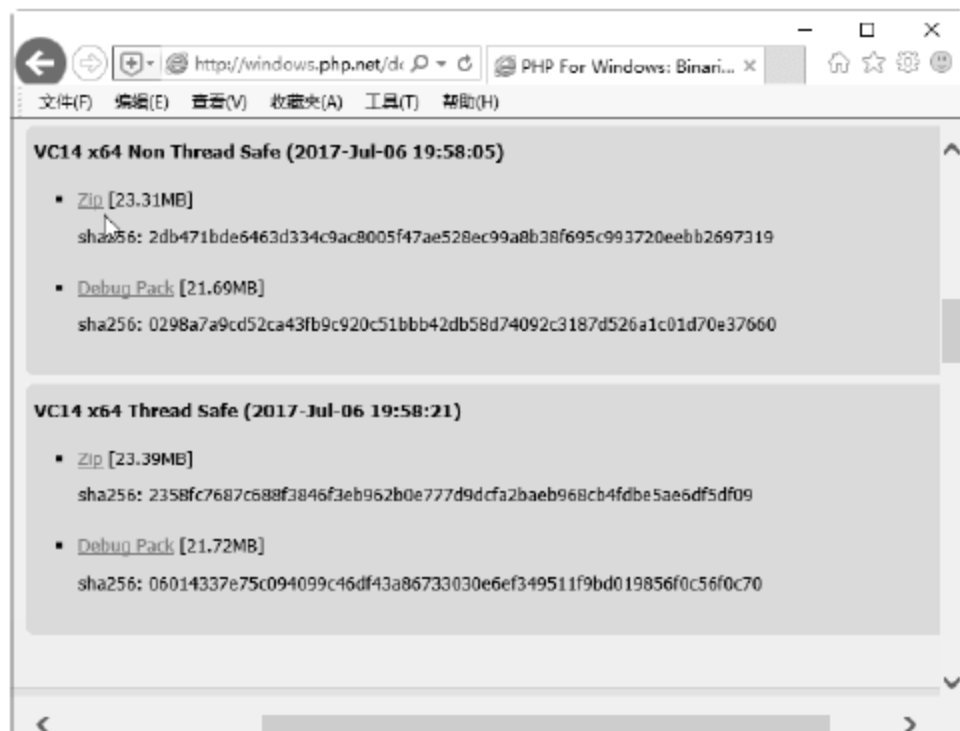 http://windows.php.net/dc
PHP For Windows: Binari...
文件(F) 编辑(E) 查看(V) 收藏夹(A) 工具(T) 帮助(H)
VC14 x64 Non Thread Safe (2017-Jul-06 19:58:05)
Zip [23.31MB]
sha256: 2db471bde6463d334c9ac8005f47ae528ec99a8b38f695c993720eebb2697319
Debug Pack [21.69MB]
sha256: 0298a7a9cd52ca43fb9c920c51bbb42db58d74092c3187d526a1c01d70e37660
VC14 x64 Thread Safe (2017-Jul-06 19:58:21)
Zip [23.39MB]
sha256: 2358fc7687c688f3846f3eb962b0e777d9dcfa2baeb968cb4fdbe5ae6df5df09
Debug Pack [21.72MB]
sha256: 06014337e75c094099c46df43a86733030e6ef349511f9bd019856f0c56f0c70